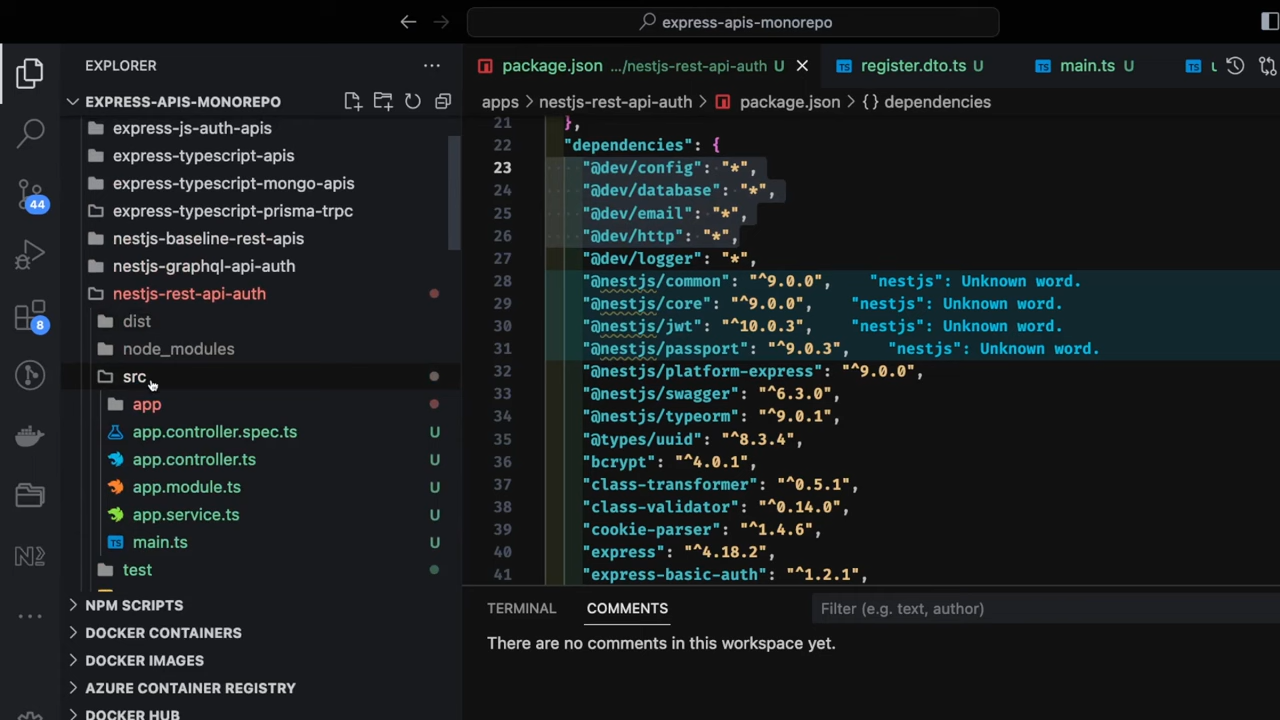 express-apis-monorepo
EXPLORER
package.json .../nestjs-rest-api-auth U
register.dto.ts U
main.ts U
EXPRESS-APIS-MONOREPO
apps > nestjs-rest-api-auth > package.json > {} dependencies
express-js-auth-apis
express-typescript-apis
express-typescript-mongo-apis
express-typescript-prisma-trpc
nestjs-baseline-rest-apis
nestjs-graphql-api-auth
nestjs-rest-api-auth
dist
node_modules
src
app
app.controller.spec.ts U
app.controller.ts U
app.module.ts U
app.service.ts U
main.ts U
test
NPM SCRIPTS
DOCKER CONTAINERS
DOCKER IMAGES
AZURE CONTAINER REGISTRY
DOCKER HUB
44
8
21 },
22 "dependencies": {
23 "@dev/config": "*",
24 "@dev/database": "*",
25 "@dev/email": "*",
26 "@dev/http": "*",
27 "@dev/logger": "*",
28 "@nestjs/common": "^9.0.0", "nestjs": Unknown word.
29 "@nestjs/core": "^9.0.0", "nestjs": Unknown word.
30 "@nestjs/jwt": "^10.0.3", "nestjs": Unknown word.
31 "@nestjs/passport": "^9.0.3", "nestjs": Unknown word.
32 "@nestjs/platform-express": "^9.0.0",
33 "@nestjs/swagger": "^6.3.0",
34 "@nestjs/typeorm": "^9.0.1",
35 "@types/uuid": "^8.3.4",
36 "bcrypt": "^4.0.1",
37 "class-transformer": "^0.5.1",
38 "class-validator": "^0.14.0",
39 "cookie-parser": "^1.4.6",
40 "express": "^4.18.2",
41 "express-basic-auth": "^1.2.1",
TERMINAL COMMENTS
Filter (e.g. text, author)
There are no comments in this workspace yet.